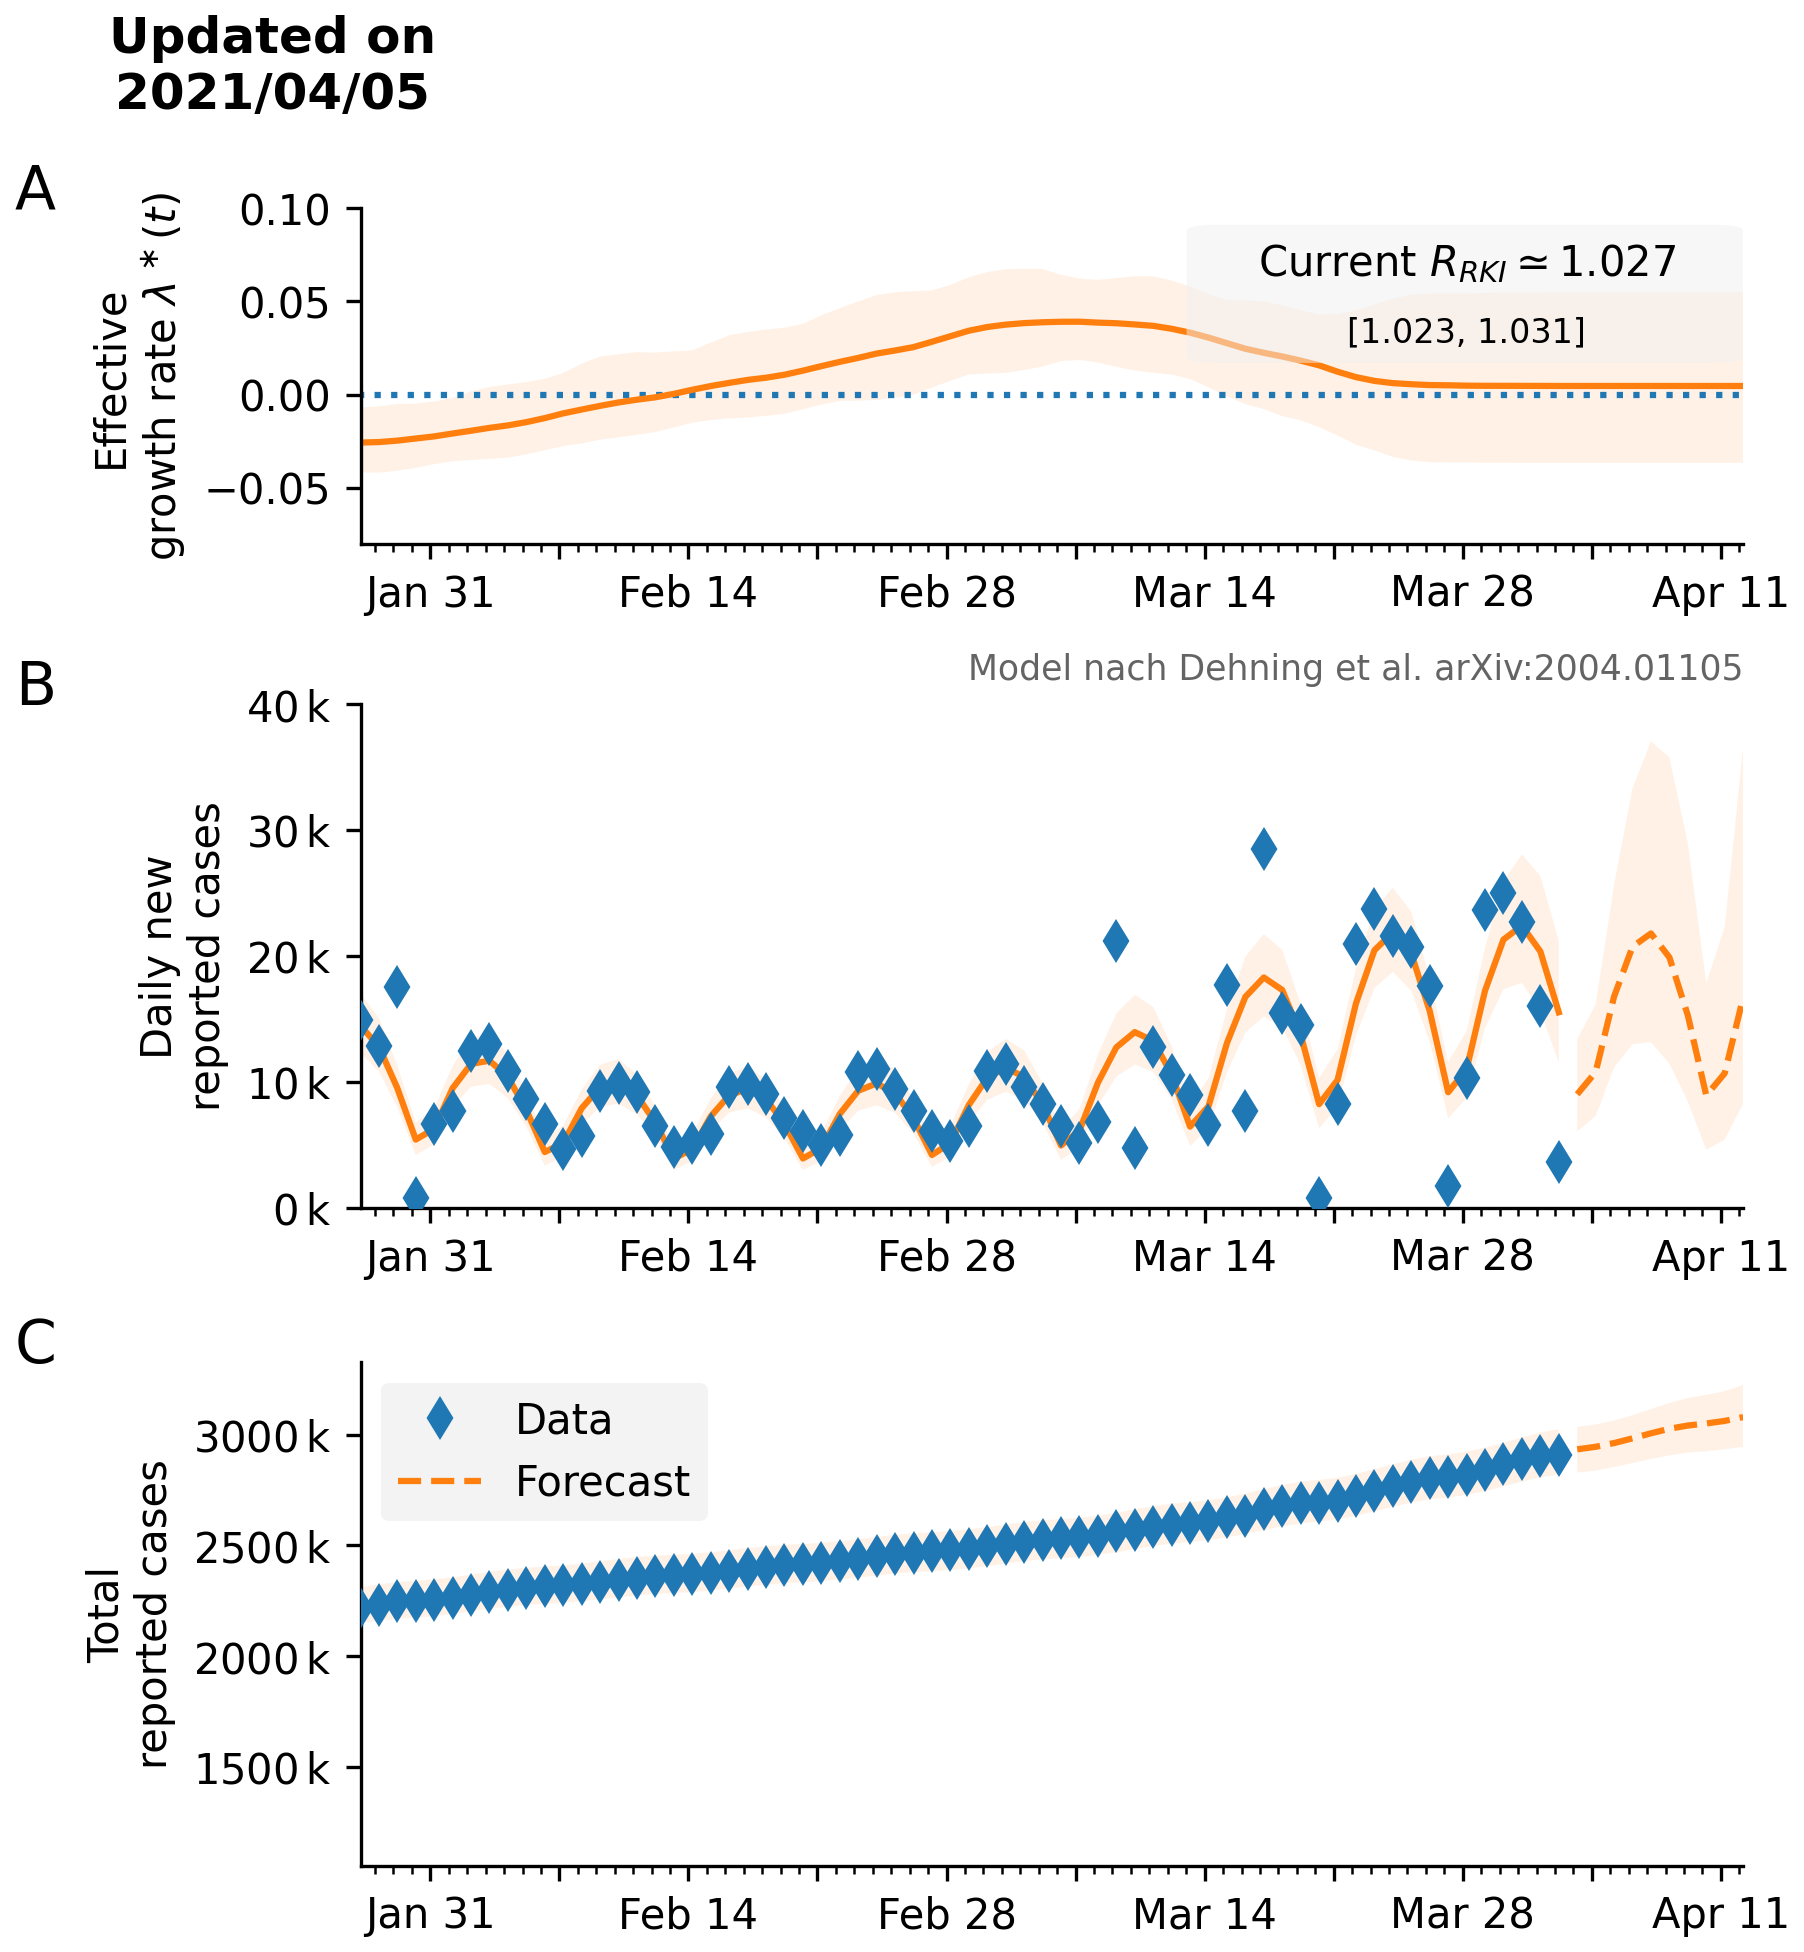 Updated on
2021/04/05
A
Effective
growth rate λ * (t)
0.10
0.05
0.00
−0.05
Current R_RKI ≃ 1.027
[1.023, 1.031]
Jan 31 Feb 14 Feb 28 Mar 14 Mar 28 Apr 11
Model nach Dehning et al. arXiv:2004.01105
B
Daily new
reported cases
40 k
30 k
20 k
10 k
0 k
Jan 31 Feb 14 Feb 28 Mar 14 Mar 28 Apr 11
C
Total
reported cases
3000 k
2500 k
2000 k
1500 k
Data
Forecast
Jan 31 Feb 14 Feb 28 Mar 14 Mar 28 Apr 11